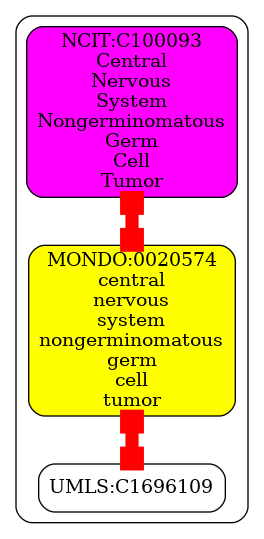 NCIT:C100093
Central
Nervous
System
Nongerminomatous
Germ
Cell
Tumor
MONDO:0020574
central
nervous
system
nongerminomatous
germ
cell
tumor
UMLS:C1696109